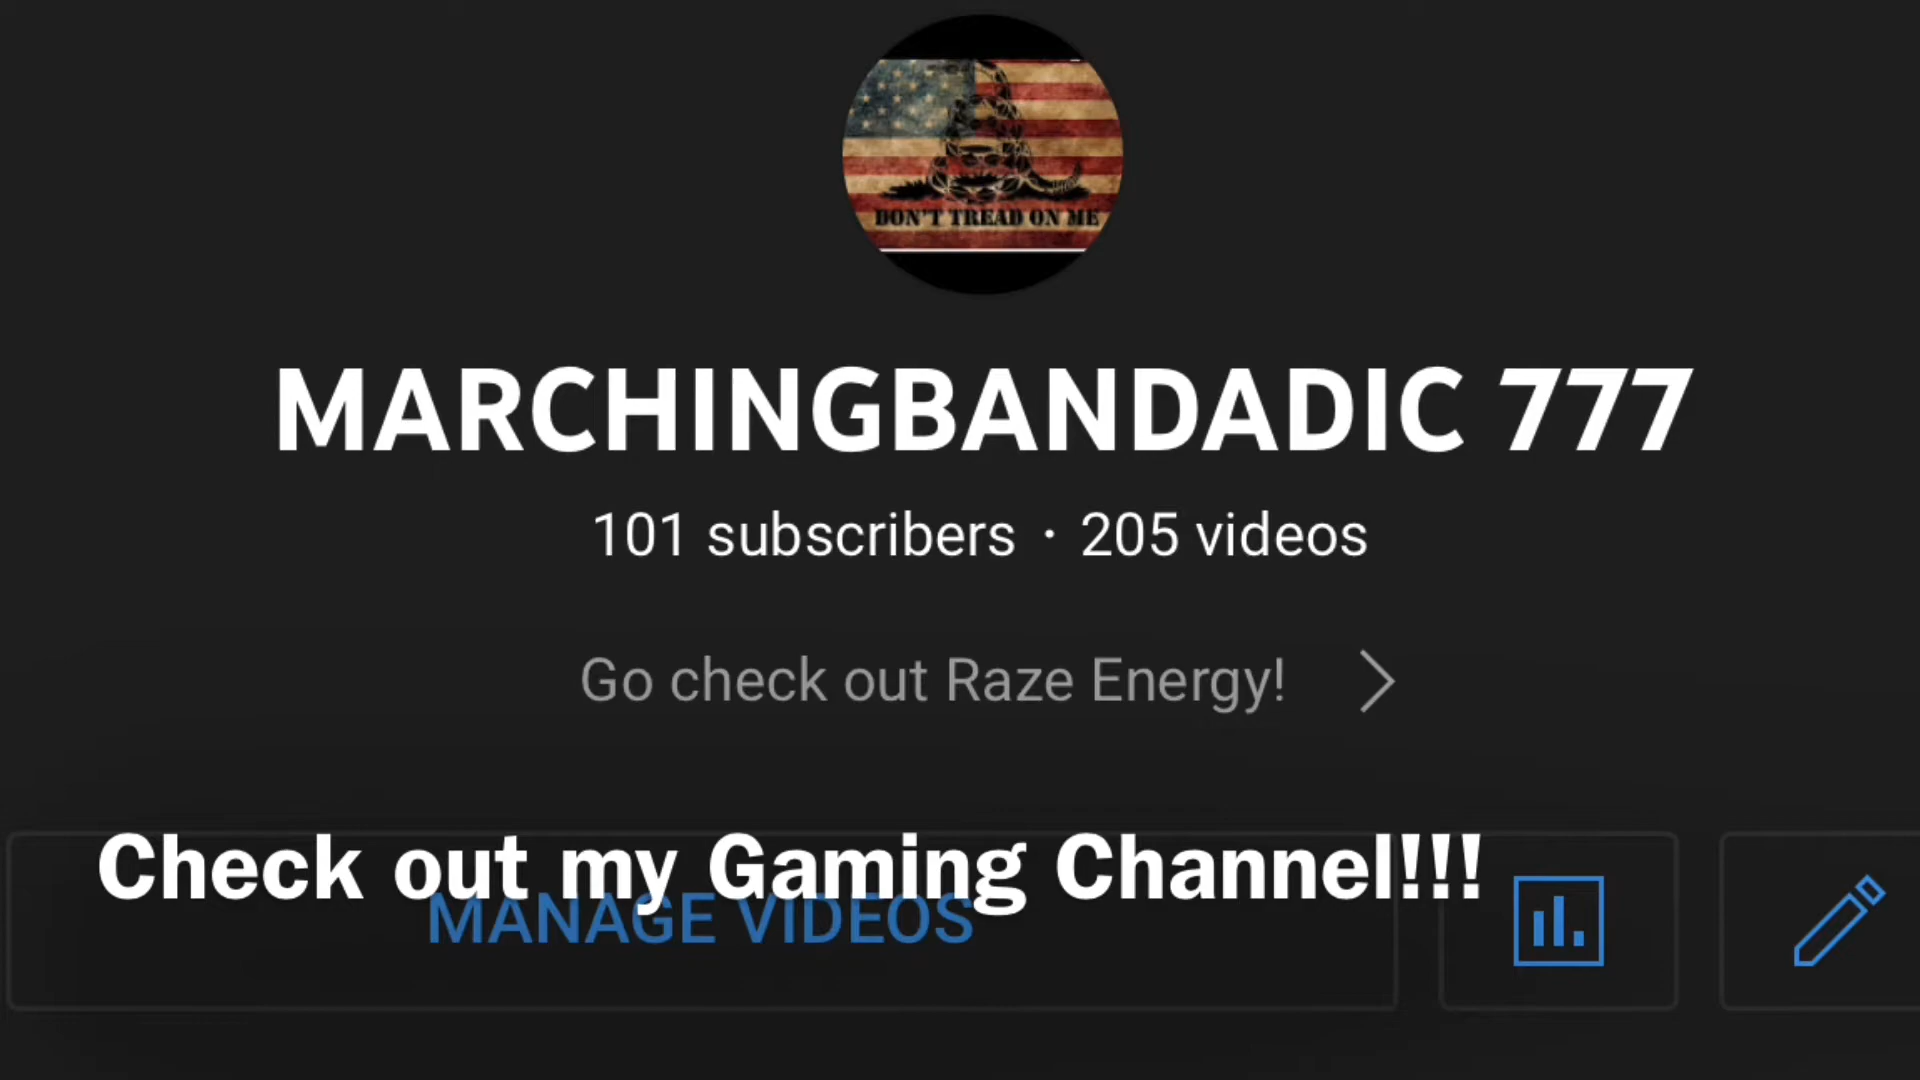 DON'T TREAD ON ME
MARCHINGBANDADIC 777
101 subscribers · 205 videos
Go check out Raze Energy!
Check out my Gaming Channel!!!
MANAGE VIDEOS